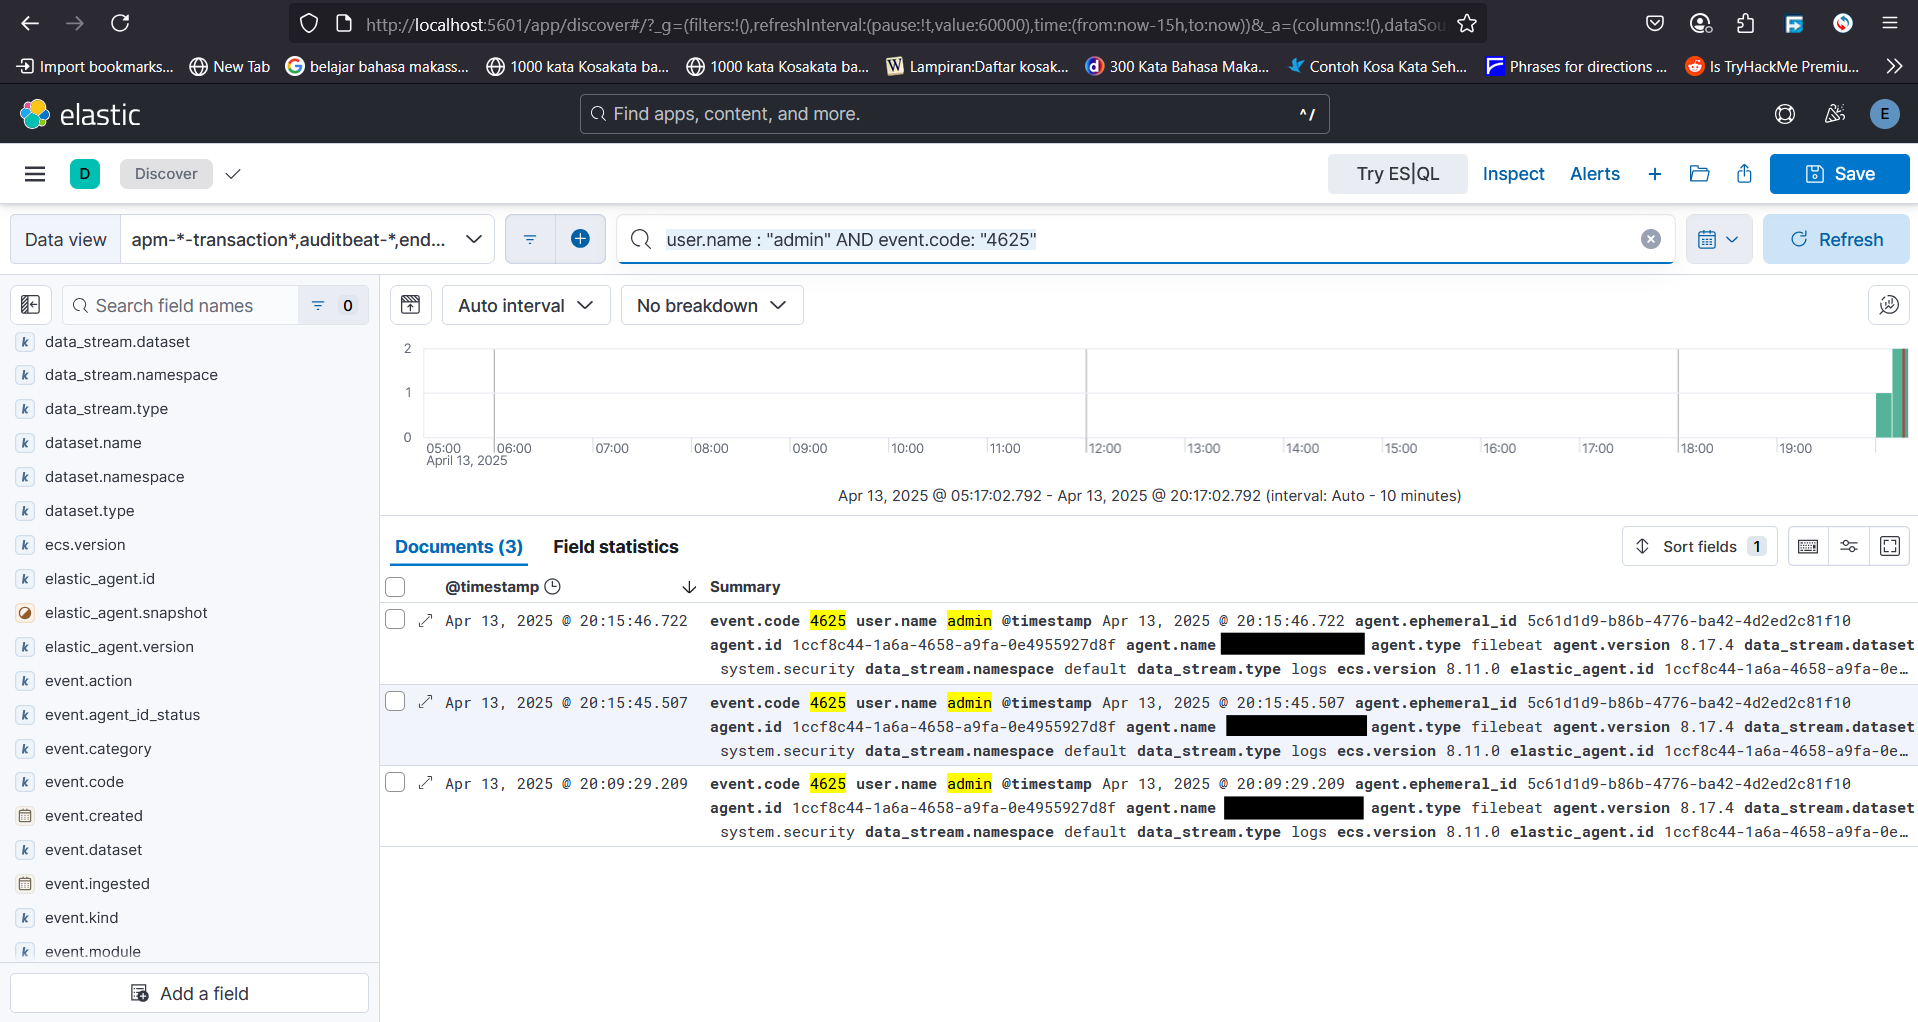 http://localhost:5601/app/discover#/?_g=(filters:!(),refreshInterval:(pause:!t,value:60000),time:(from:now-15h,to:now))&_a=(columns:!(),dataSou
Import bookmarks... New Tab belajar bahasa makass... 1000 kata Kosakata ba... 1000 kata Kosakata ba... Lampiran:Daftar kosak... 300 Kata Bahasa Maka... Contoh Kosa Kata Seh... Phrases for directions ... Is TryHackMe Premiu...
elastic Find apps, content, and more. ^/ E
D Discover Try ES|QL Inspect Alerts + Save
Data view apm-*-transaction*,auditbeat-*,end... user.name : "admin" AND event.code: "4625" Refresh
Search field names 0 Auto interval No breakdown
k data_stream.dataset
k data_stream.namespace
k data_stream.type
k dataset.name
k dataset.namespace
k dataset.type
k ecs.version
k elastic_agent.id
elastic_agent.snapshot
k elastic_agent.version
k event.action
k event.agent_id_status
k event.category
k event.code
event.created
k event.dataset
event.ingested
k event.kind
k event.module
Add a field
2
1
0
05:00 06:00 07:00 08:00 09:00 10:00 11:00 12:00 13:00 14:00 15:00 16:00 17:00 18:00 19:00
April 13, 2025
Apr 13, 2025 @ 05:17:02.792 - Apr 13, 2025 @ 20:17:02.792 (interval: Auto - 10 minutes)
Documents (3) Field statistics Sort fields 1
@timestamp Summary
Apr 13, 2025 @ 20:15:46.722 event.code 4625 user.name admin @timestamp Apr 13, 2025 @ 20:15:46.722 agent.ephemeral_id 5c61d1d9-b86b-4776-ba42-4d2ed2c81f10
agent.id 1ccf8c44-1a6a-4658-a9fa-0e4955927d8f agent.name agent.type filebeat agent.version 8.17.4 data_stream.dataset
system.security data_stream.namespace default data_stream.type logs ecs.version 8.11.0 elastic_agent.id 1ccf8c44-1a6a-4658-a9fa-0e...
Apr 13, 2025 @ 20:15:45.507 event.code 4625 user.name admin @timestamp Apr 13, 2025 @ 20:15:45.507 agent.ephemeral_id 5c61d1d9-b86b-4776-ba42-4d2ed2c81f10
agent.id 1ccf8c44-1a6a-4658-a9fa-0e4955927d8f agent.name agent.type filebeat agent.version 8.17.4 data_stream.dataset
system.security data_stream.namespace default data_stream.type logs ecs.version 8.11.0 elastic_agent.id 1ccf8c44-1a6a-4658-a9fa-0e...
Apr 13, 2025 @ 20:09:29.209 event.code 4625 user.name admin @timestamp Apr 13, 2025 @ 20:09:29.209 agent.ephemeral_id 5c61d1d9-b86b-4776-ba42-4d2ed2c81f10
agent.id 1ccf8c44-1a6a-4658-a9fa-0e4955927d8f agent.name agent.type filebeat agent.version 8.17.4 data_stream.dataset
system.security data_stream.namespace default data_stream.type logs ecs.version 8.11.0 elastic_agent.id 1ccf8c44-1a6a-4658-a9fa-0e...